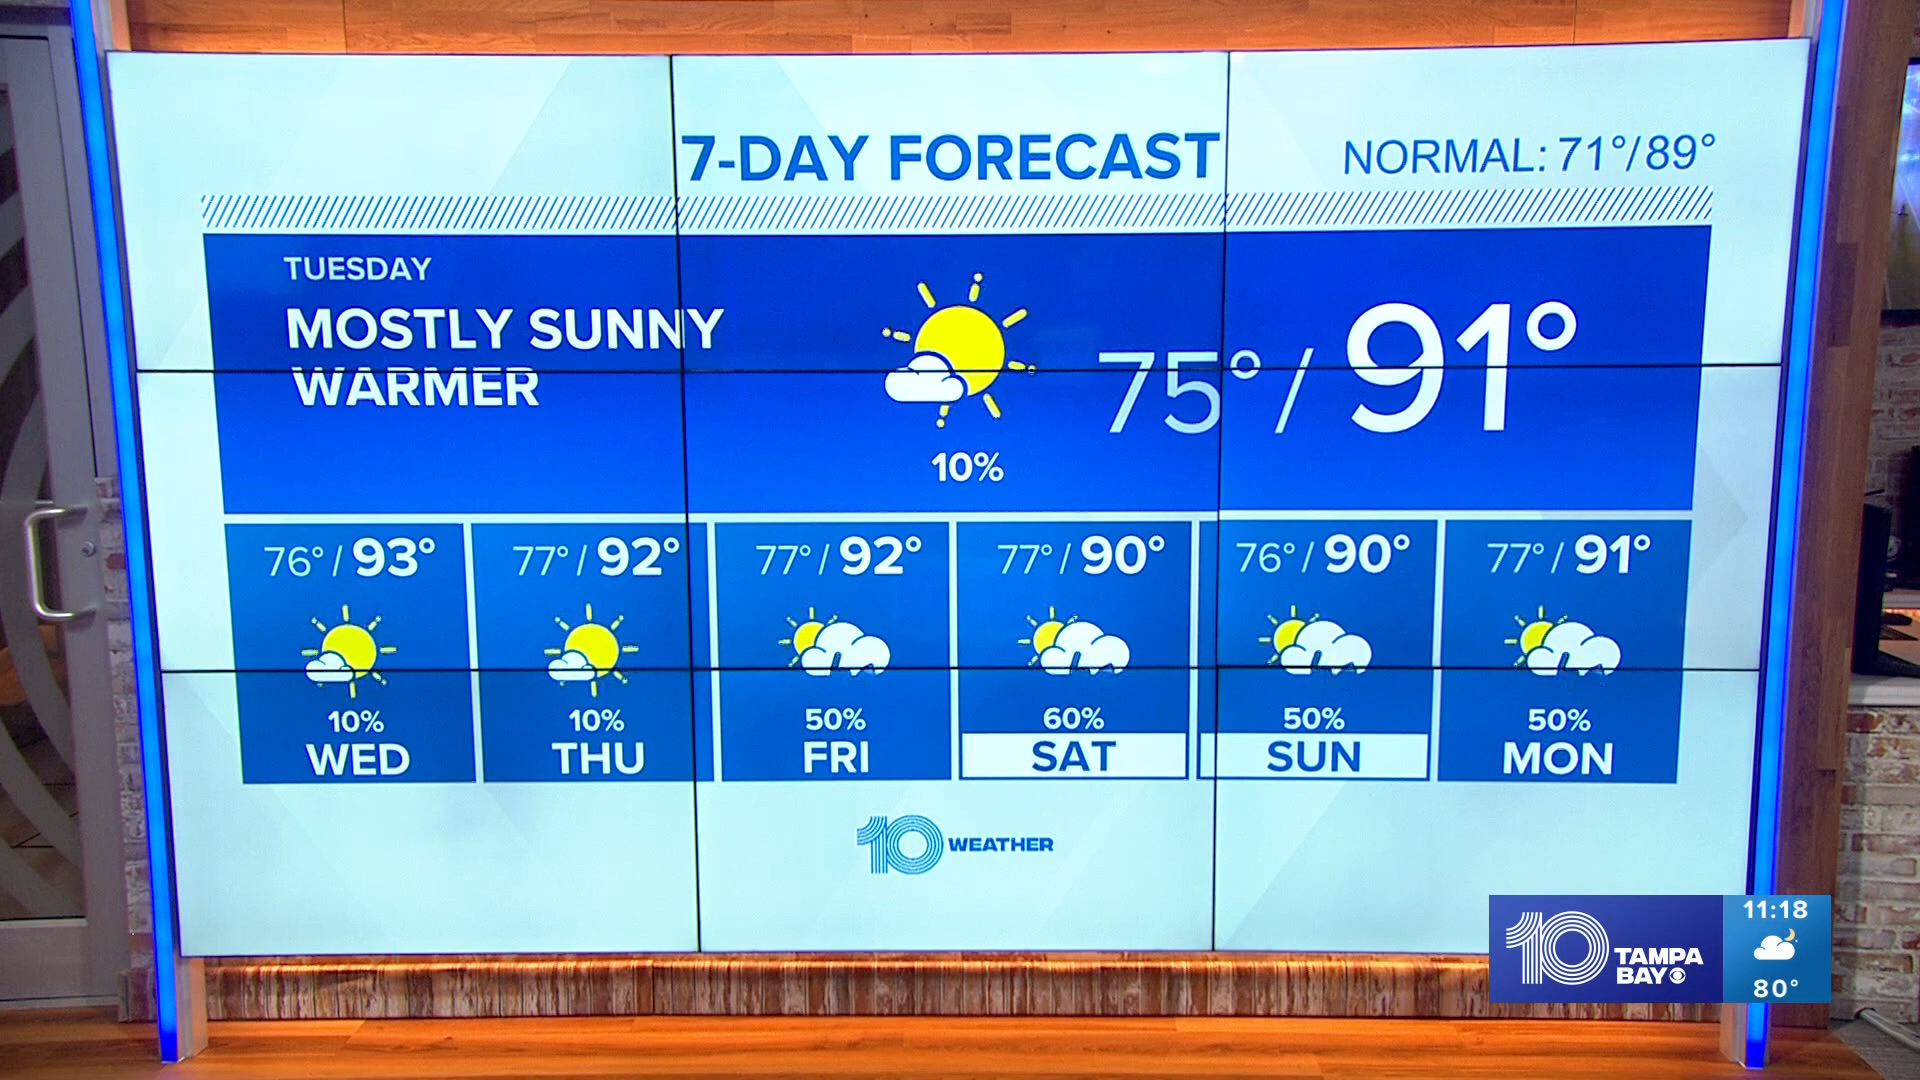 7-DAY FORECAST
NORMAL: 71°/89°
TUESDAY
MOSTLY SUNNY
WARMER
75°/91°
10%
76°/93°
10%
WED
77°/92°
10%
THU
77°/92°
50%
FRI
77°/90°
60%
SAT
76°/90°
50%
SUN
77°/91°
50%
MON
10 WEATHER
10 TAMPA
BAY
11:18
80°